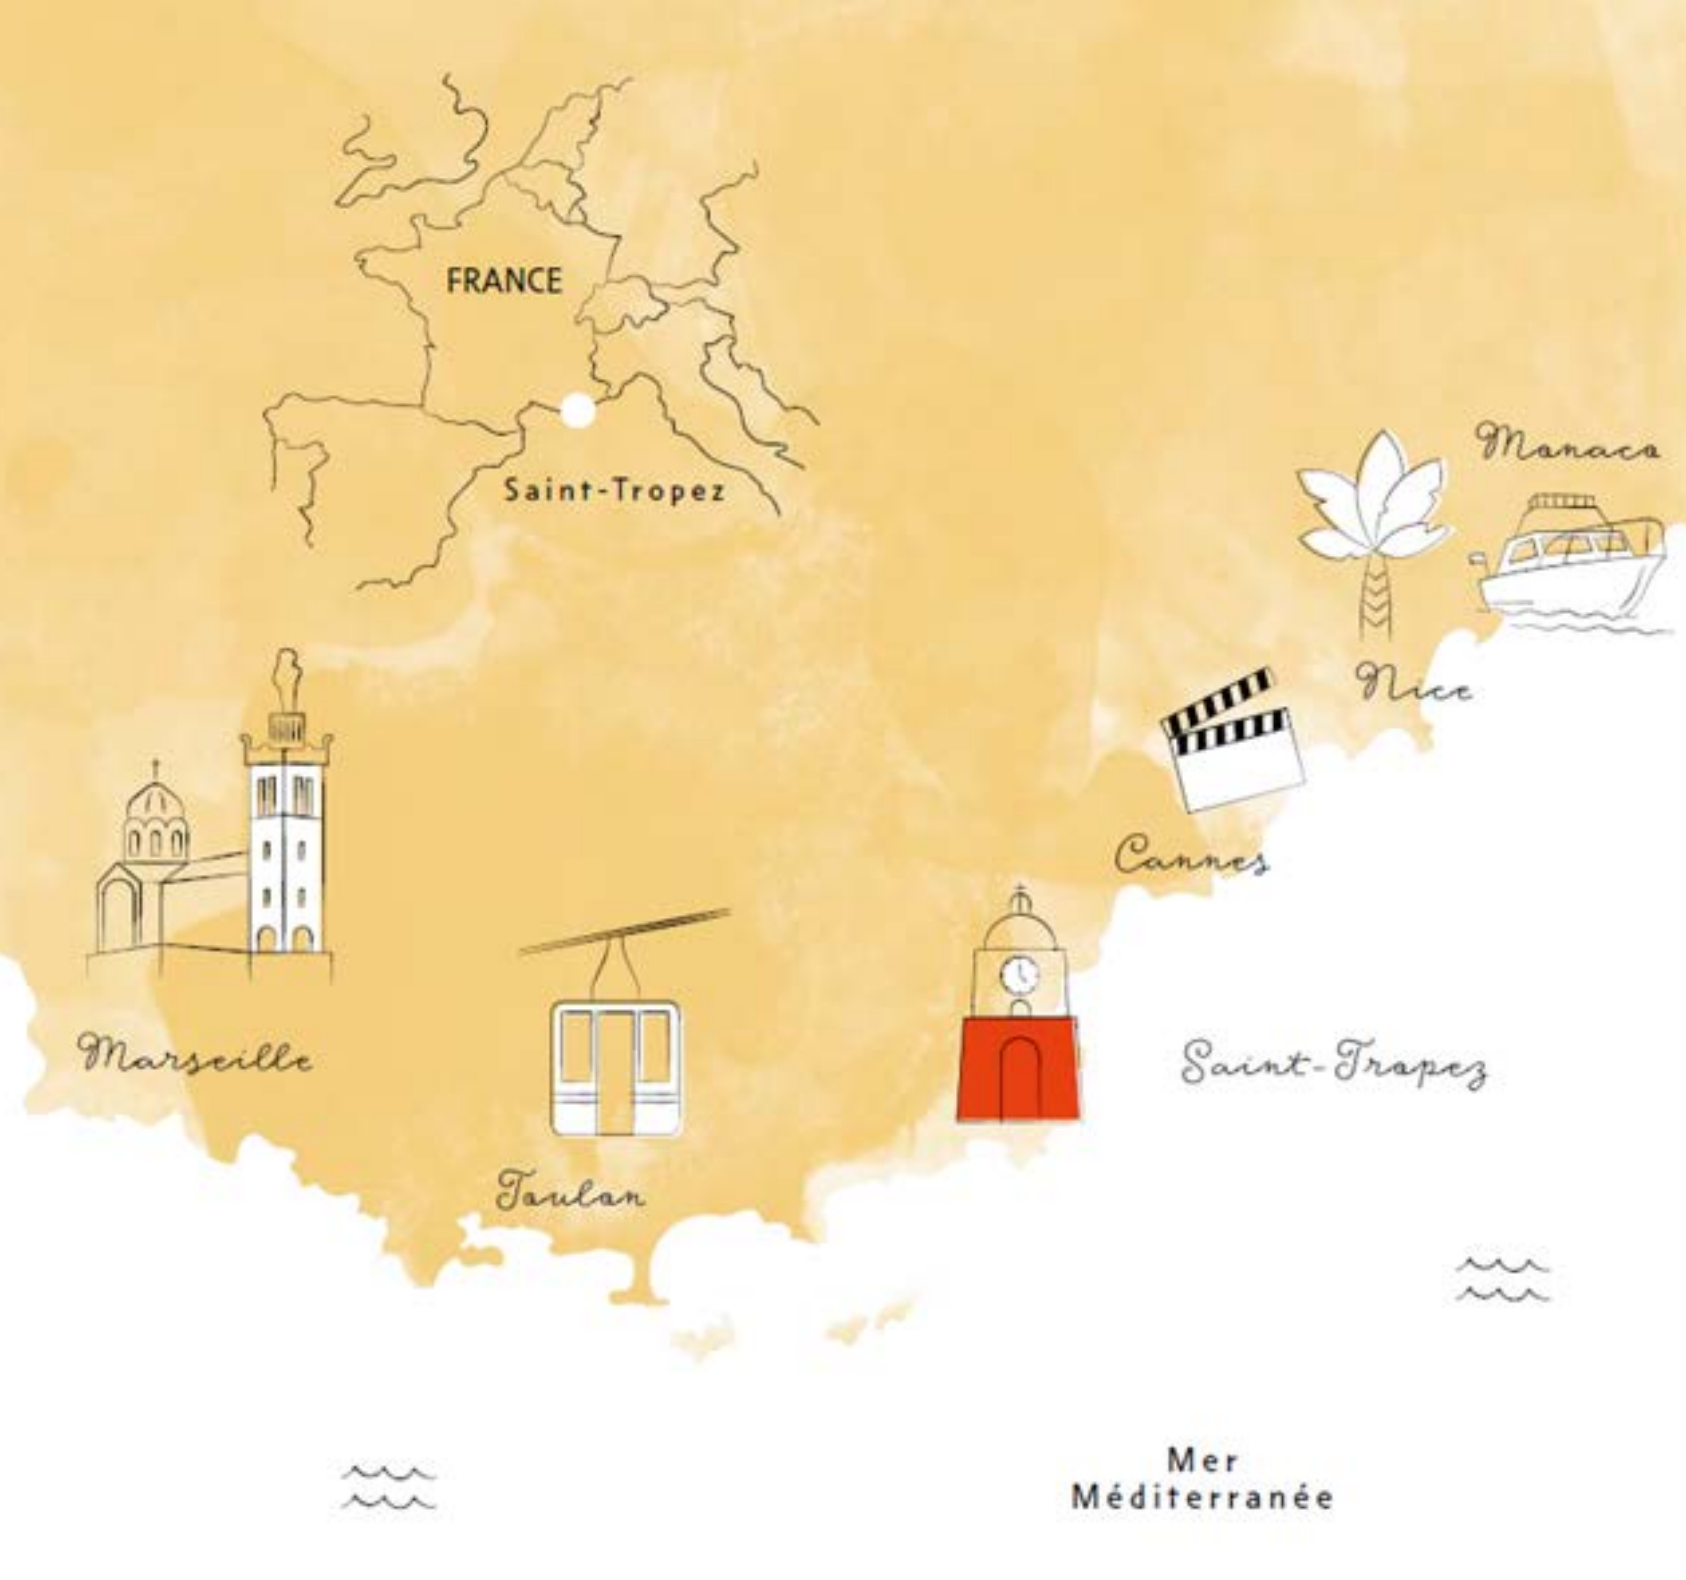 FRANCE
Saint-Tropez
Monaco
Nice
Cannes
Marseille
Saint-Tropez
Toulon
Mer
Méditerranée